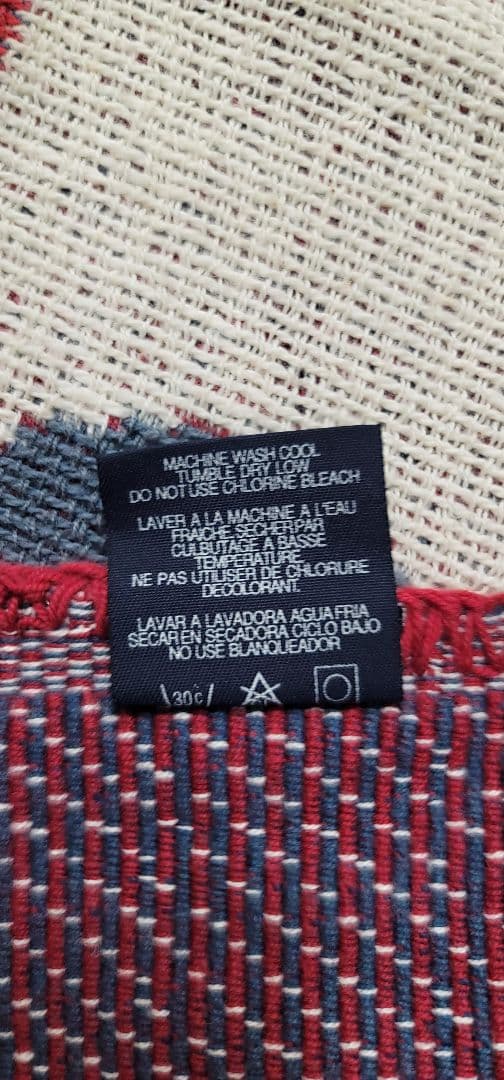 MACHINE WASH COOL
TUMBLE DRY LOW
DO NOT USE CHLORINE BLEACH
LAVER A LA MACHINE A L'EAU
FRAICHE SECHER PAR
CULBUTAGE A BASSE
TEMPERATURE
NE PAS UTILISER DE CHLORURE
DECOLORANT.
LAVAR A LAVADORA AGUA FRIA
SECAR EN SECADORA CICLO BAJO
NO USE BLANQUEADOR
30c